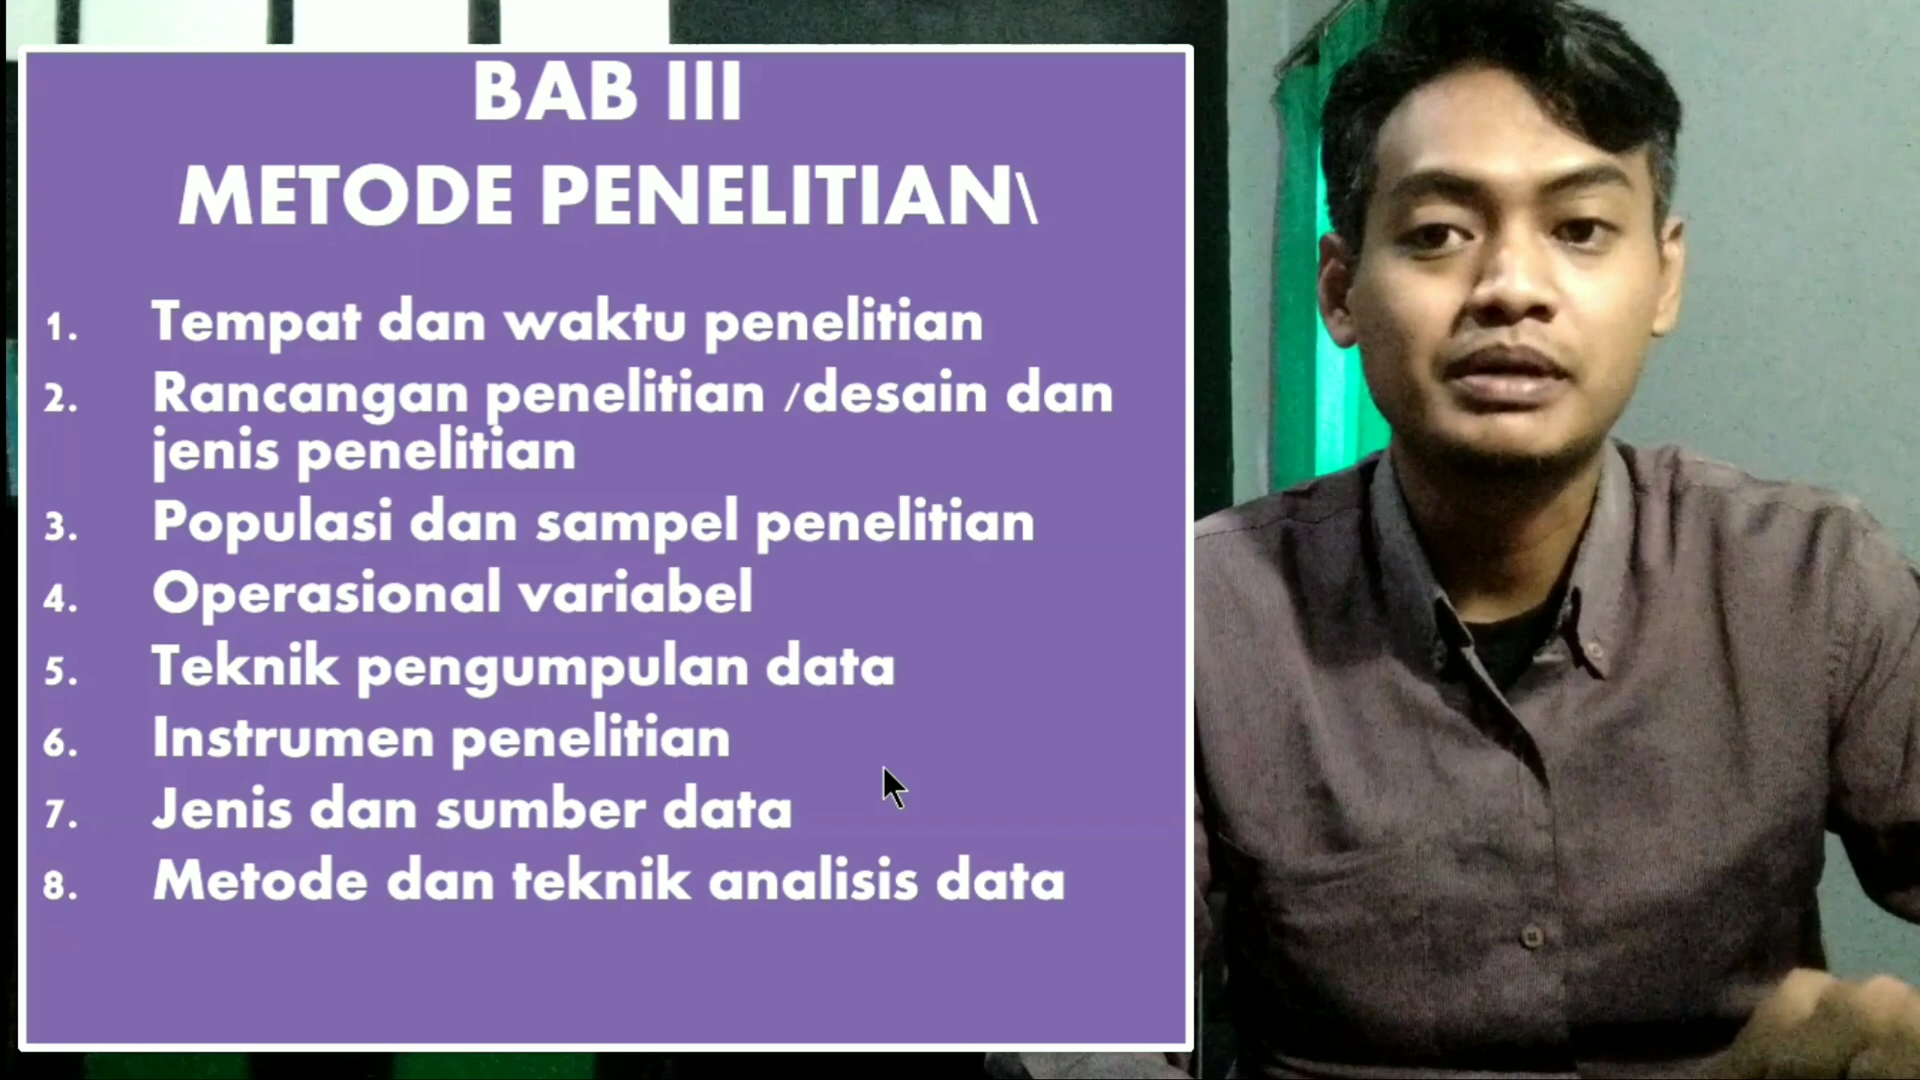 BAB III
METODE PENELITIAN\
1. Tempat dan waktu penelitian
2. Rancangan penelitian /desain dan
jenis penelitian
3. Populasi dan sampel penelitian
4. Operasional variabel
5. Teknik pengumpulan data
6. Instrumen penelitian
7. Jenis dan sumber data
8. Metode dan teknik analisis data